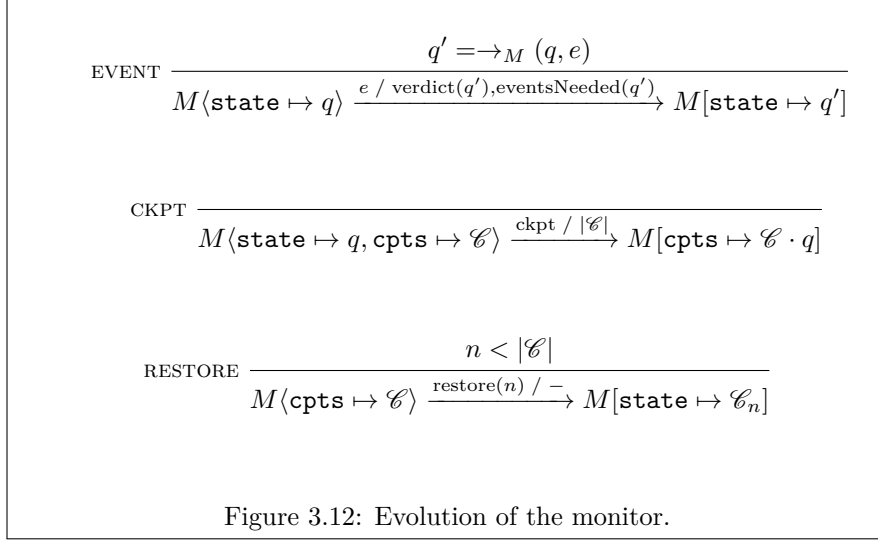 q′ =→_M (q, e)
EVENT M⟨state ↦ q⟩ —e / verdict(q′),eventsNeeded(q′)→ M[state ↦ q′]
CKPT M⟨state ↦ q, cpts ↦ 𝒞⟩ —ckpt / |𝒞|→ M[cpts ↦ 𝒞 · q]
n < |𝒞|
RESTORE M⟨cpts ↦ 𝒞⟩ —restore(n) / −→ M[state ↦ 𝒞_n]
Figure 3.12: Evolution of the monitor.